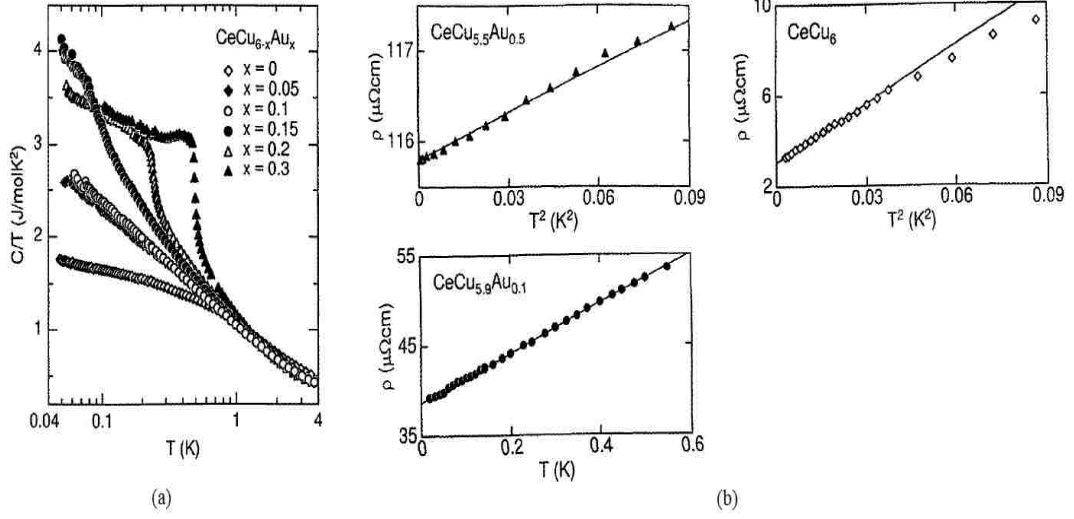 CeCu6-xAux
x = 0
x = 0.05
x = 0.1
x = 0.15
x = 0.2
x = 0.3
C/T (J/molK²)
4
3
2
1
0.04
0.1
1
4
T (K)
(a)
CeCu5.5Au0.5
ρ (μΩcm)
117
116
0
0.03
0.06
0.09
T² (K²)
CeCu6
ρ (μΩcm)
10
6
2
0
0.03
0.06
0.09
T² (K²)
CeCu5.9Au0.1
ρ (μΩcm)
55
45
35
0
0.2
0.4
0.6
T (K)
(b)